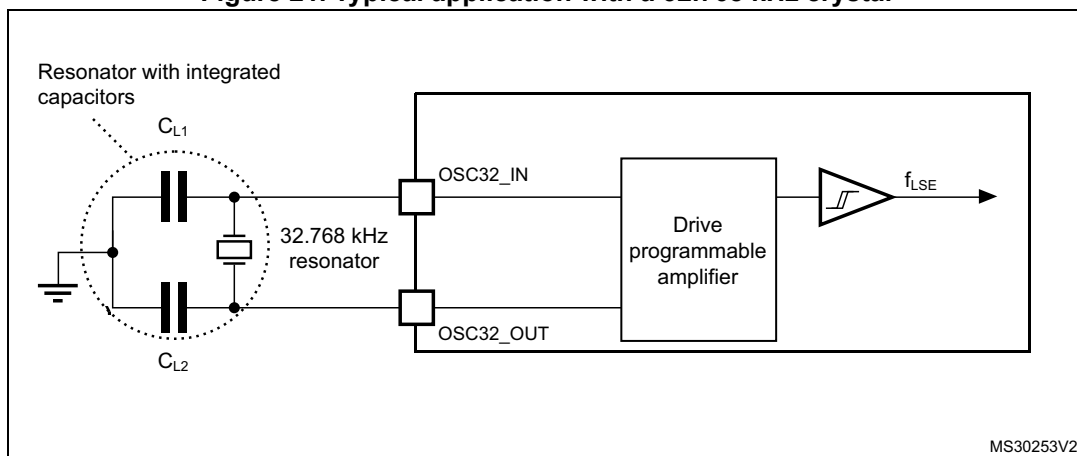 Resonator with integrated
capacitors
CL1
OSC32_IN
fLSE
32.768 kHz
resonator
Drive
programmable
amplifier
OSC32_OUT
CL2
MS30253V2